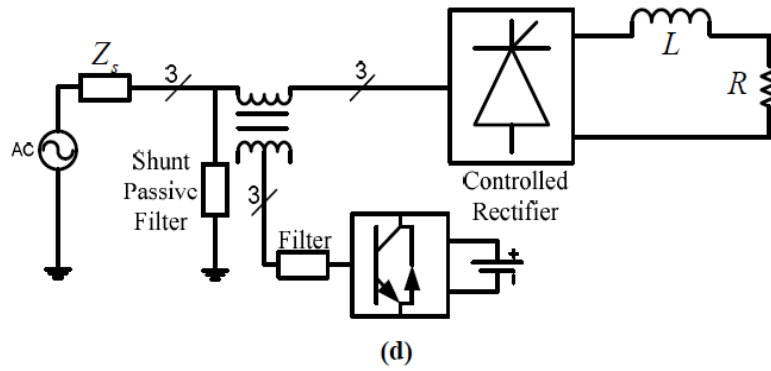 Z_s
3
3
L
R
AC
Shunt
Passive
Filter
3
Controlled
Rectifier
Filter
+
(d)